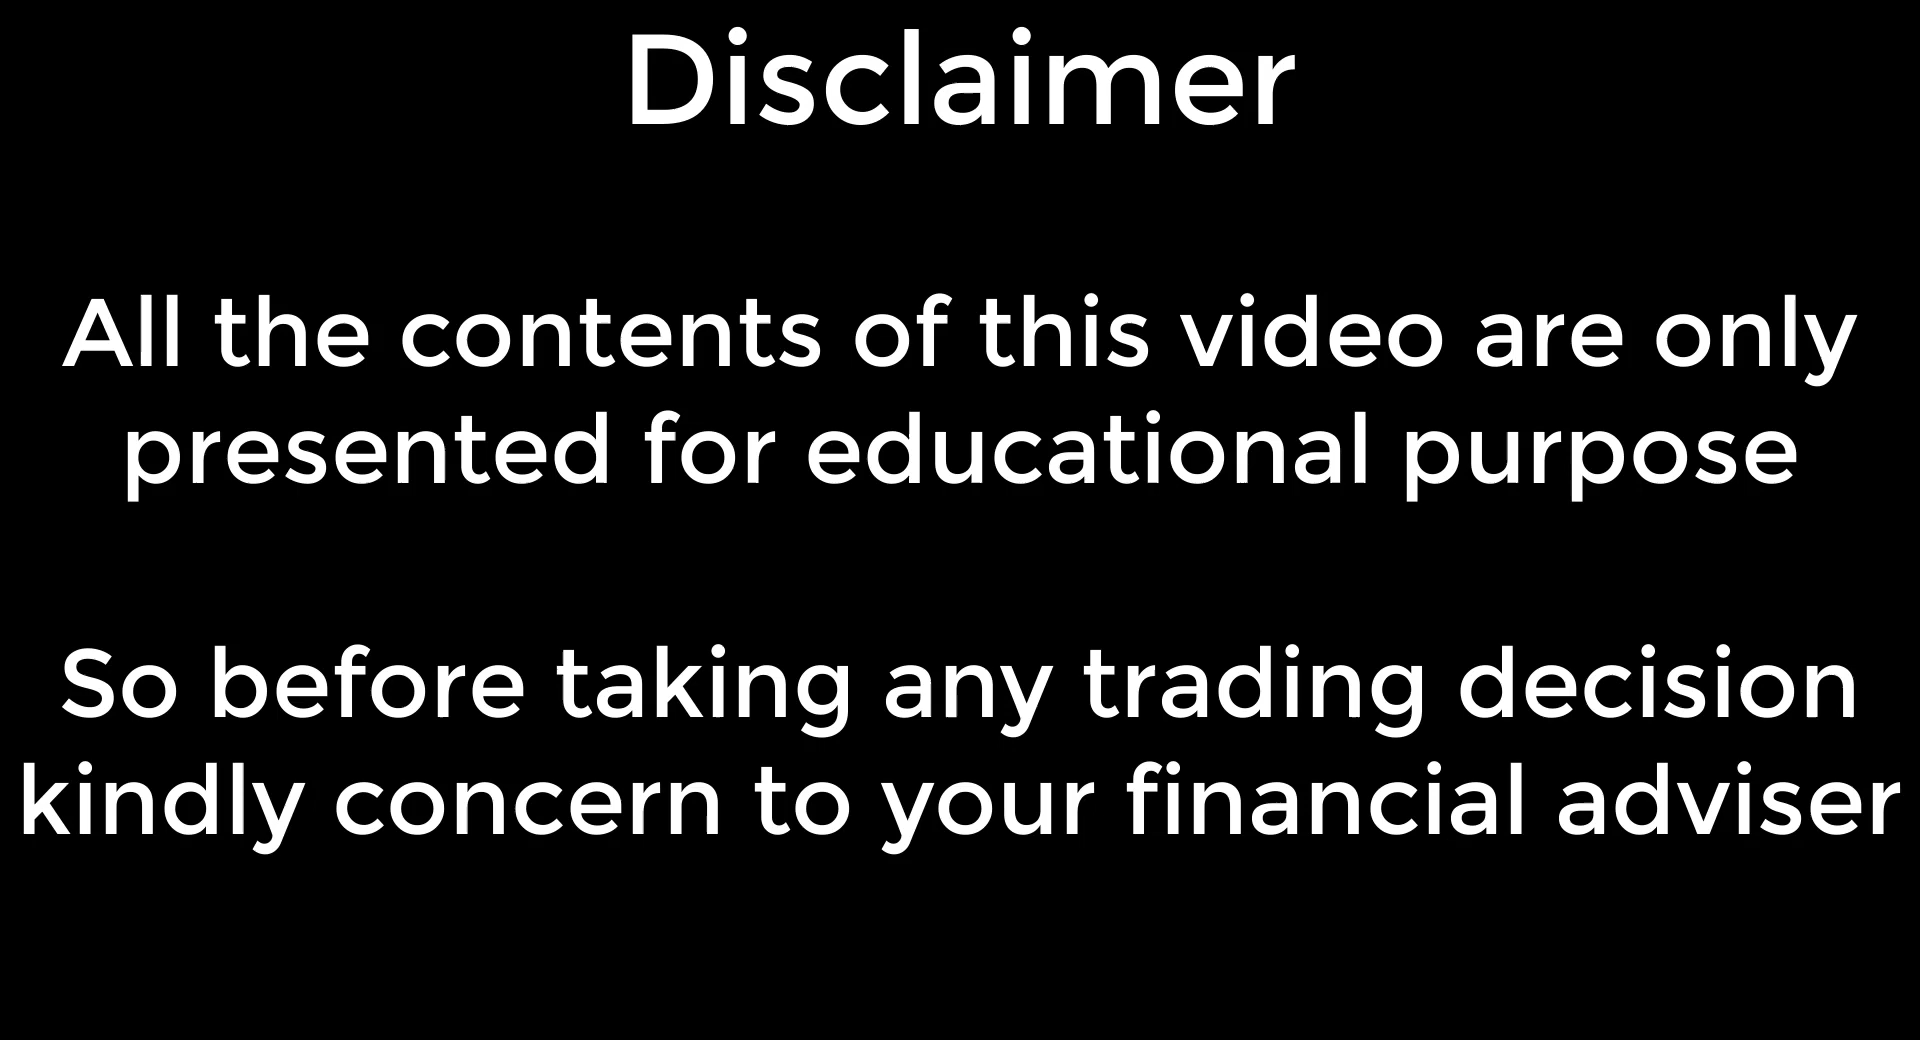 Disclaimer
All the contents of this video are only
presented for educational purpose
So before taking any trading decision
kindly concern to your financial adviser